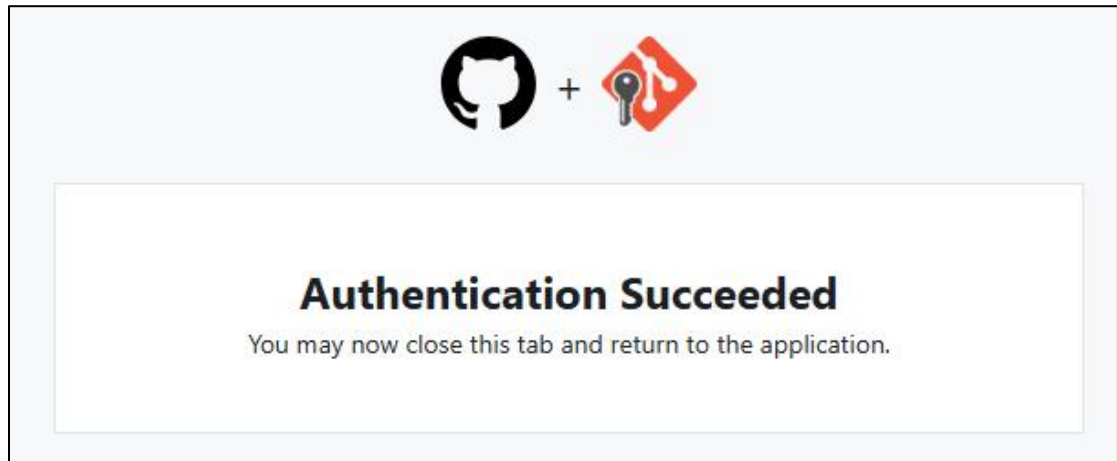 +
Authentication Succeeded
You may now close this tab and return to the application.